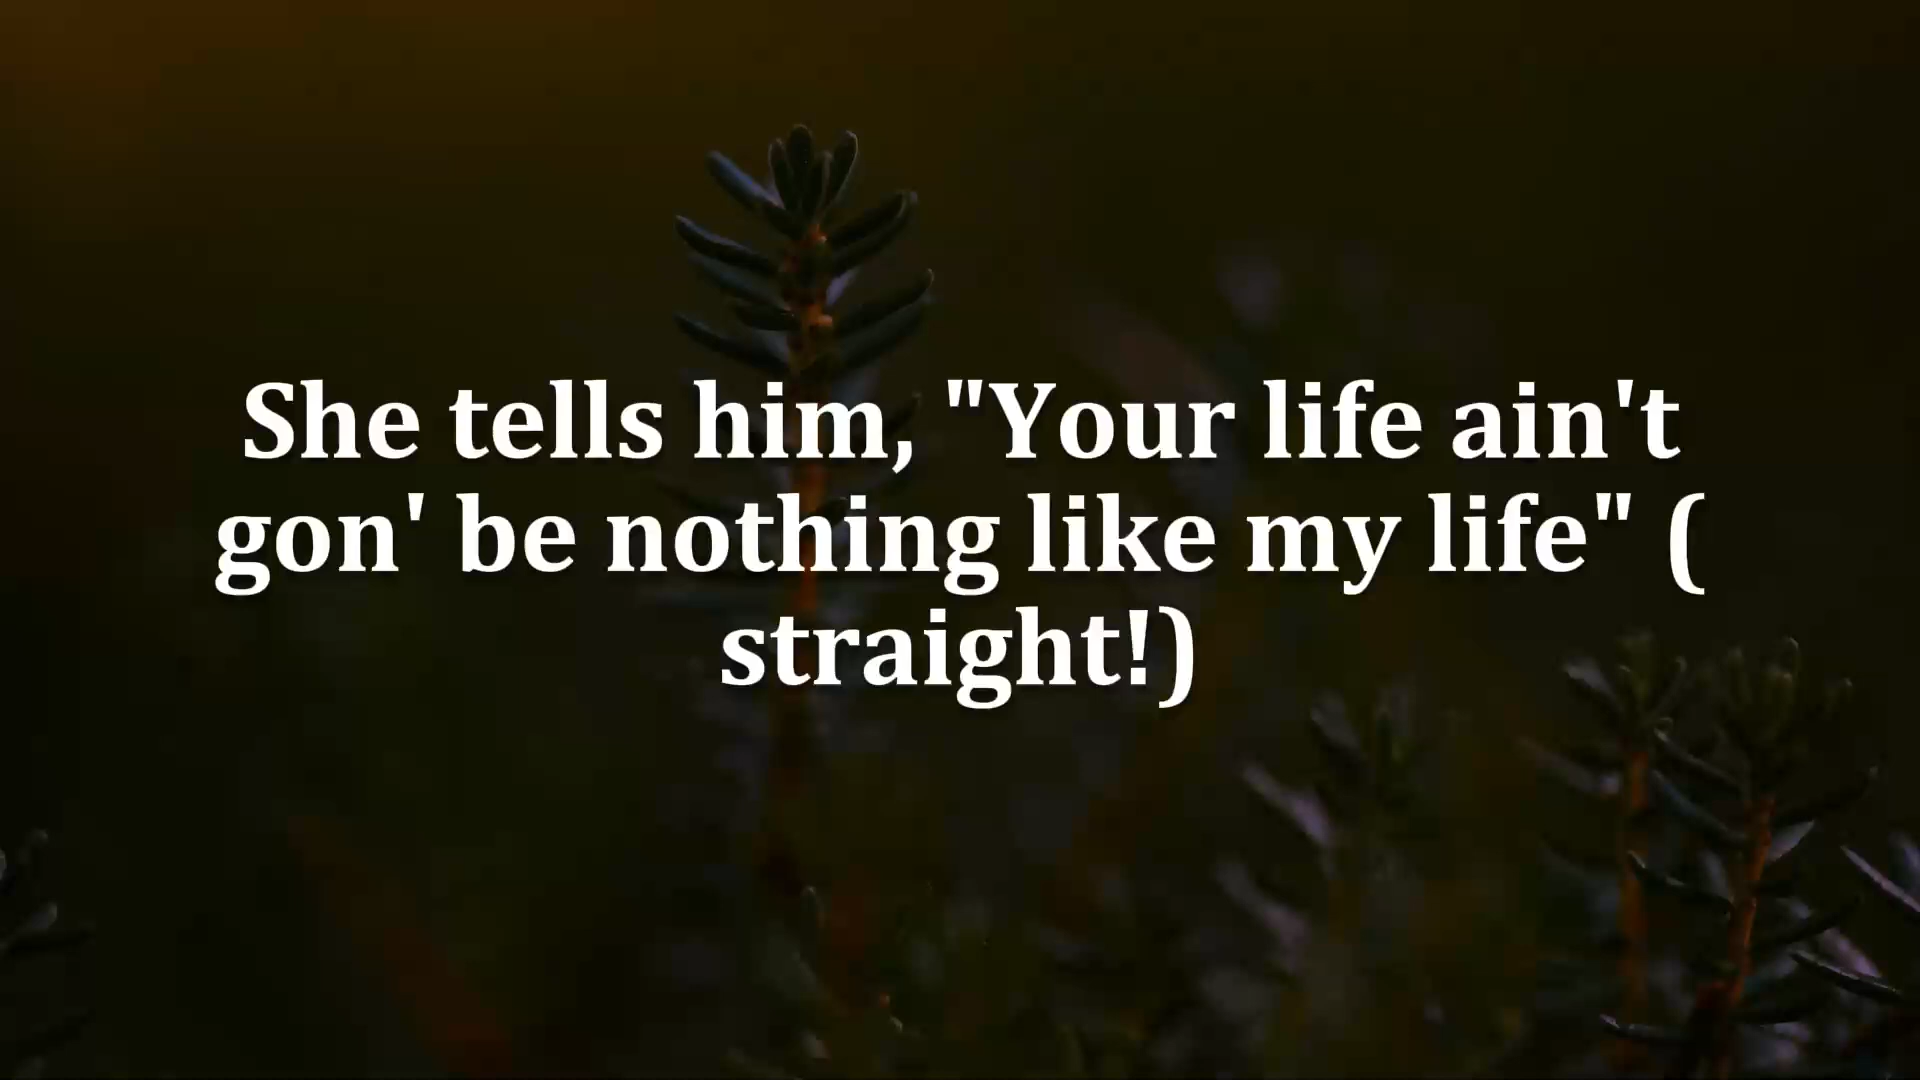 She tells him, "Your life ain't
gon' be nothing like my life" (
straight!)